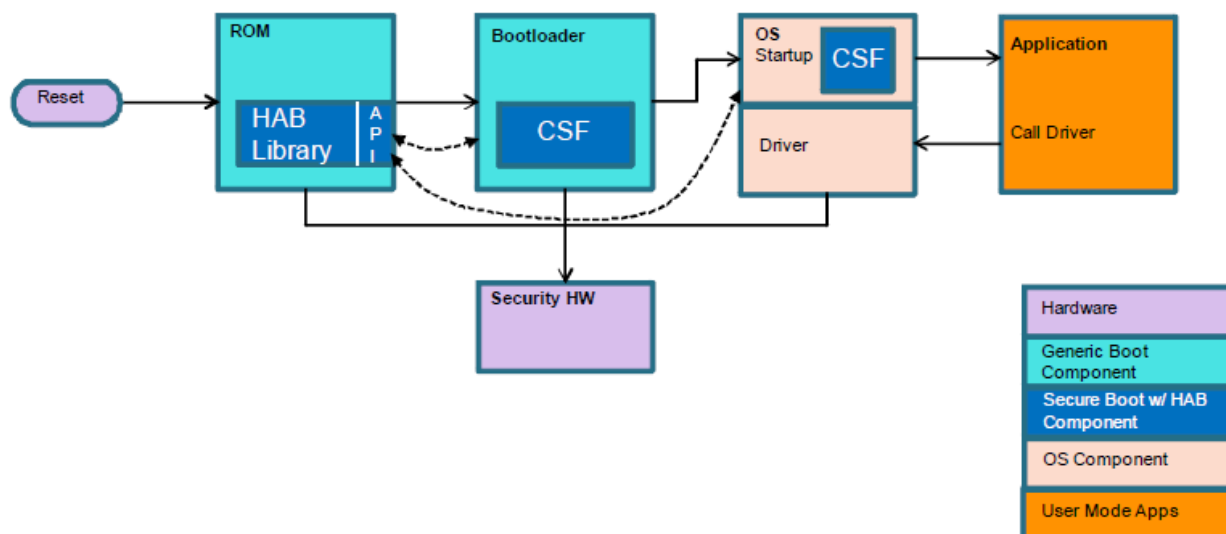 Reset
ROM
HAB
Library
A
P
I
Bootloader
CSF
OS
Startup
CSF
Driver
Application
Call Driver
Security HW
Hardware
Generic Boot
Component
Secure Boot w/ HAB
Component
OS Component
User Mode Apps